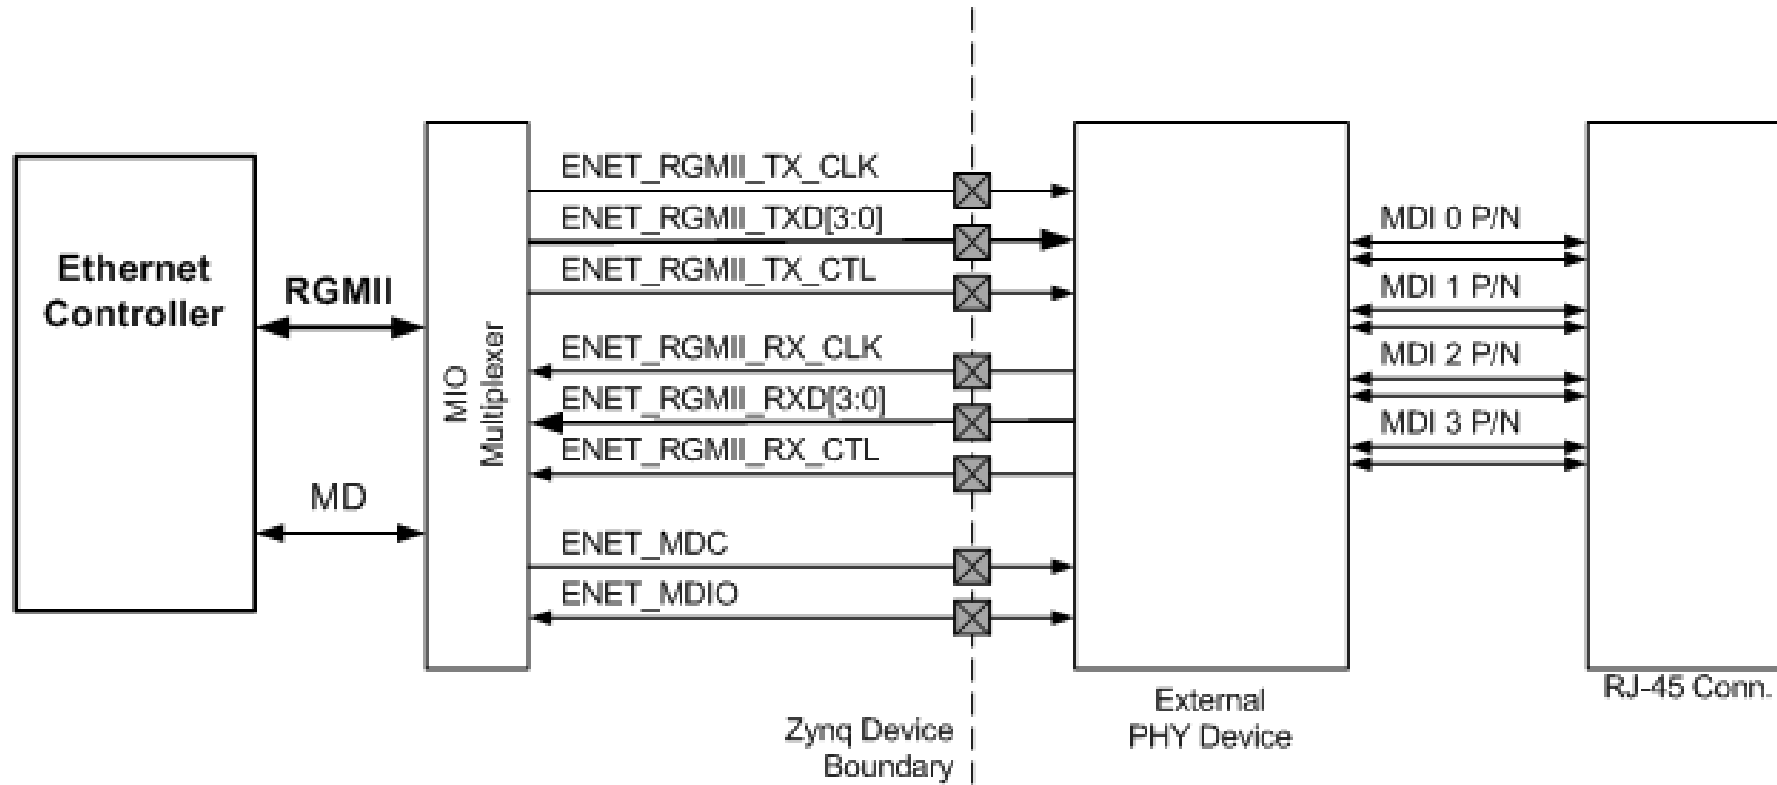 Ethernet
Controller
RGMII
MD
MIO
Multiplexer
ENET_RGMII_TX_CLK
ENET_RGMII_TXD[3:0]
ENET_RGMII_TX_CTL
ENET_RGMII_RX_CLK
ENET_RGMII_RXD[3:0]
ENET_RGMII_RX_CTL
ENET_MDC
ENET_MDIO
Zynq Device
Boundary
External
PHY Device
MDI 0 P/N
MDI 1 P/N
MDI 2 P/N
MDI 3 P/N
RJ-45 Conn.